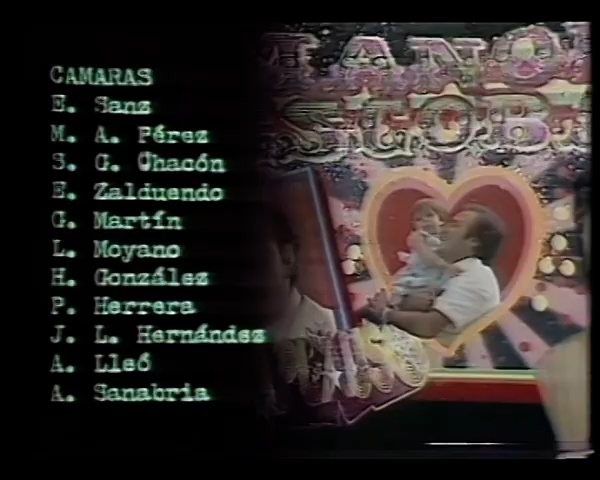 CAMARAS
E. Sanz
M. A. Pérez
S. G. Chacón
E. Zalduendo
G. Martín
L. Moyano
H. González
P. Herrera
J. L. Hernández
A. Lleó
A. Sanabria